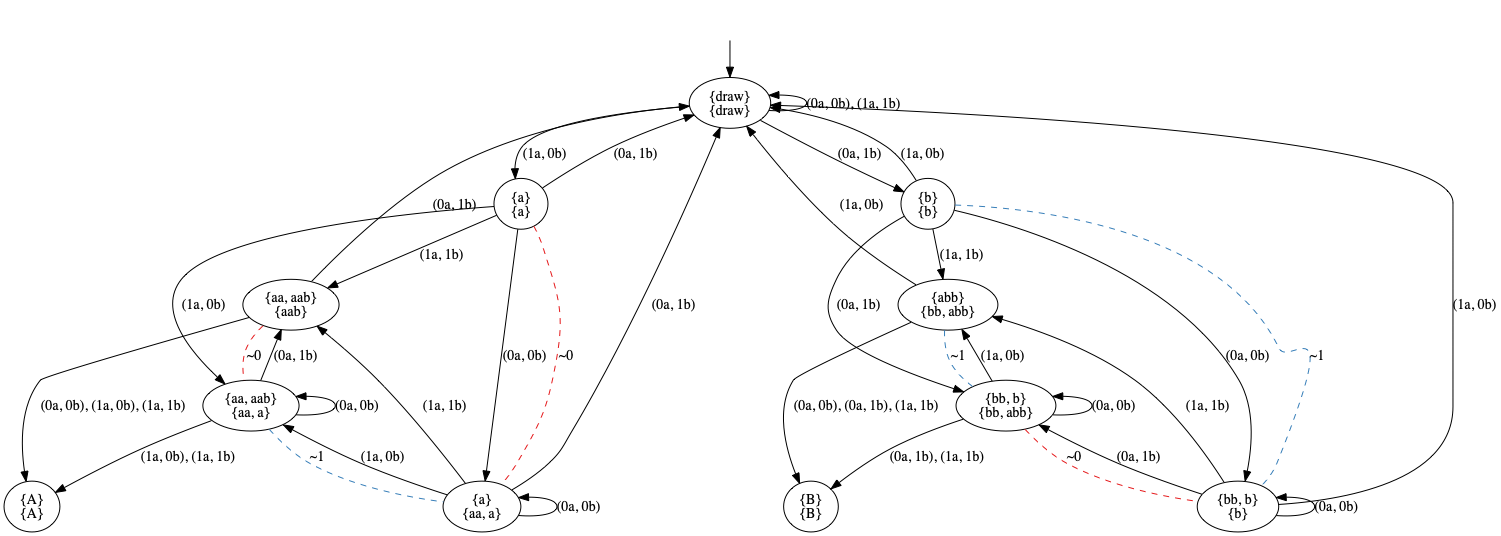 {draw}
{draw}
(0a, 0b), (1a, 1b)
(1a, 0b)
(0a, 1b)
(0a, 1b)
(1a, 0b)
{a}
{a}
(0a, 1b)
{b}
{b}
(1a, 0b)
(1a, 1b)
(1a, 1b)
{aa, aab}
{aab}
(1a, 0b)
(0a, 1b)
{abb}
{bb, abb}
(0a, 1b)
(1a, 0b)
~0
(0a, 1b)
(0a, 0b)
~0
~1
(1a, 0b)
(0a, 0b)
~1
{aa, aab}
{aa, a}
(0a, 0b)
(0a, 0b), (1a, 0b), (1a, 1b)
(1a, 1b)
(0a, 0b), (0a, 1b), (1a, 1b)
{bb, b}
{bb, abb}
(0a, 0b)
(1a, 1b)
(1a, 0b), (1a, 1b)
~1
(1a, 0b)
(0a, 1b), (1a, 1b)
~0
(0a, 1b)
{A}
{A}
{a}
{aa, a}
(0a, 0b)
{B}
{B}
{bb, b}
{b}
(0a, 0b)